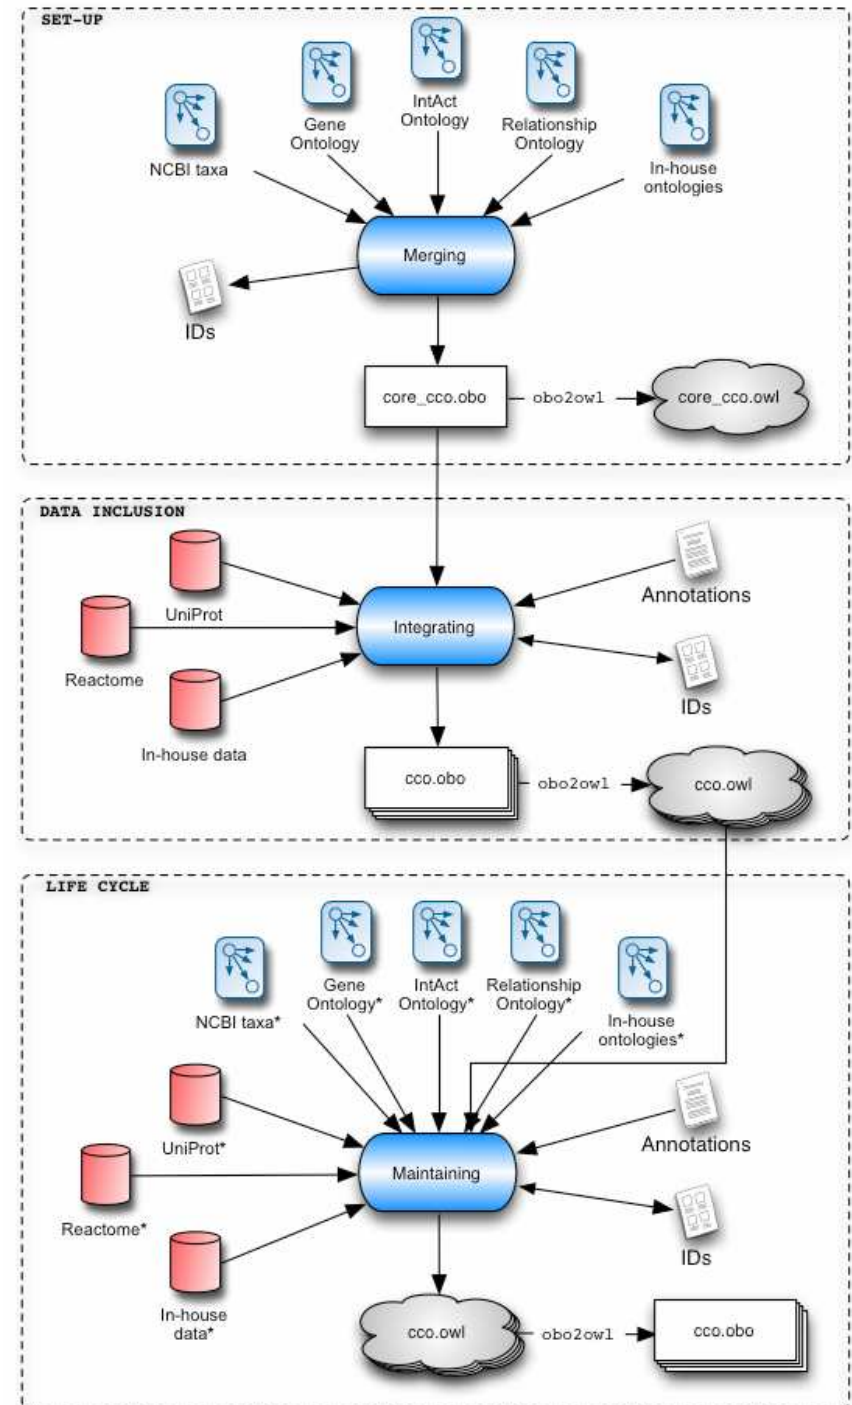 SET-UP
NCBI taxa
Gene
Ontology
IntAct
Ontology
Relationship
Ontology
In-house
ontologies
Merging
IDs
core_cco.obo
obo2owl
core_cco.owl
DATA INCLUSION
UniProt
Reactome
In-house data
Integrating
Annotations
IDs
cco.obo
obo2owl
cco.owl
LIFE CYCLE
NCBI taxa*
Gene
Ontology*
IntAct
Ontology*
Relationship
Ontology*
In-house
ontologies*
UniProt*
Reactome*
In-house
data*
Maintaining
Annotations
IDs
cco.owl
obo2owl
cco.obo